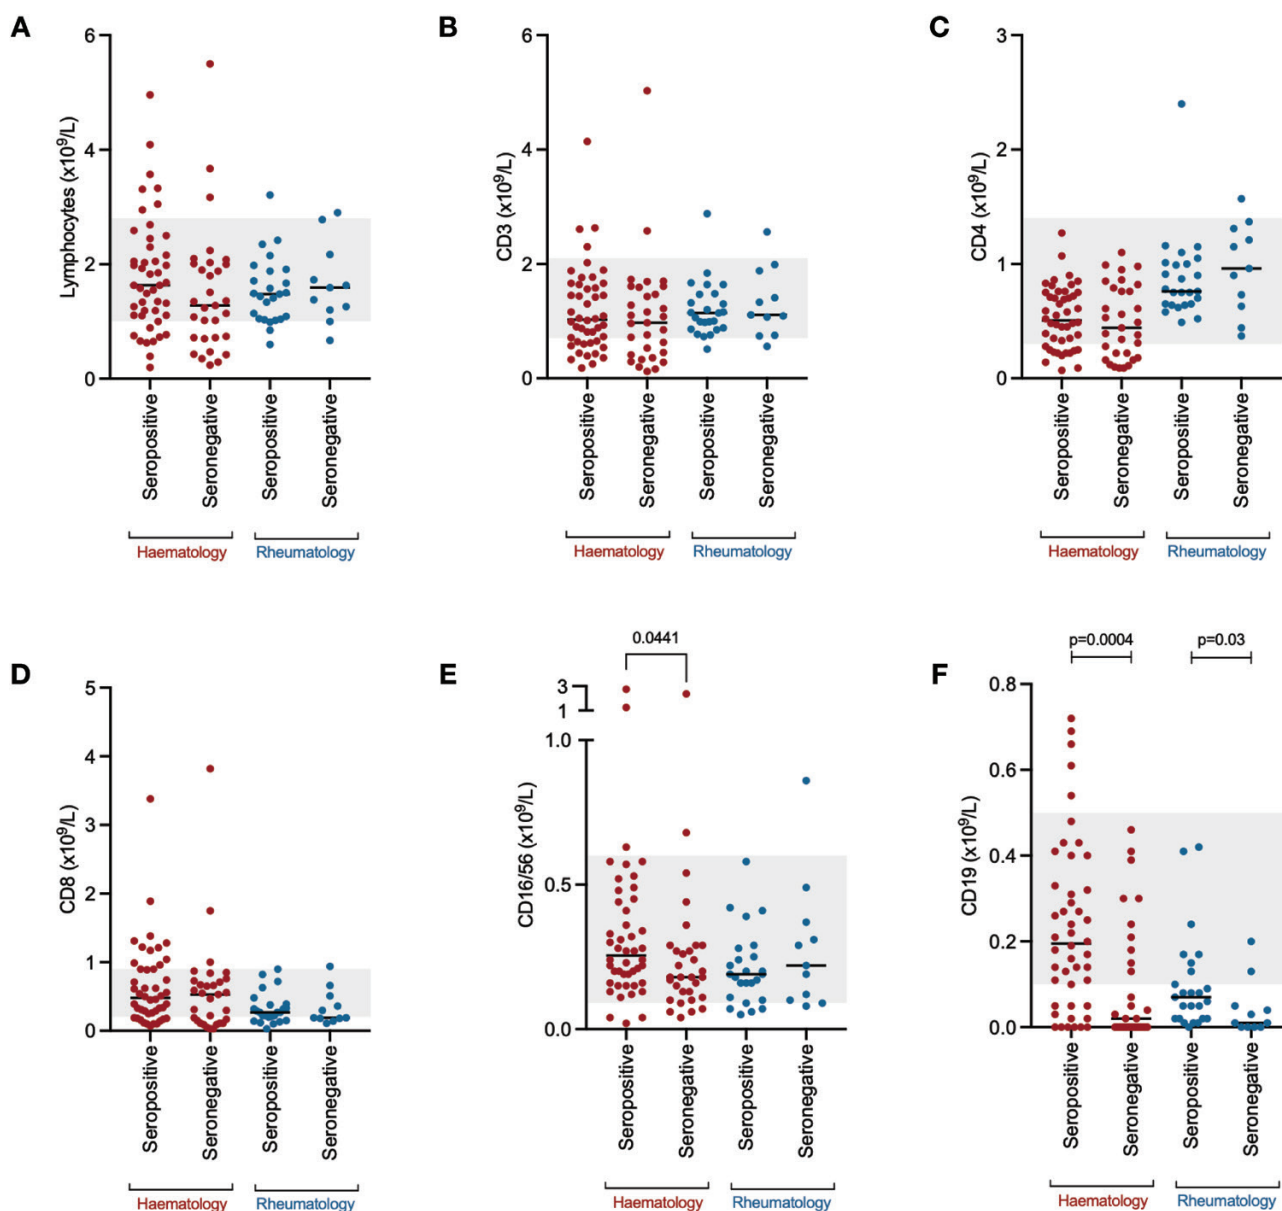 A
Lymphocytes (x10⁹/L)
6
4
2
0
Seropositive
Seronegative
Seropositive
Seronegative
Haematology
Rheumatology
B
CD3 (x10⁹/L)
6
4
2
0
Seropositive
Seronegative
Seropositive
Seronegative
Haematology
Rheumatology
C
CD4 (x10⁹/L)
3
2
1
0
Seropositive
Seronegative
Seropositive
Seronegative
Haematology
Rheumatology
D
CD8 (x10⁹/L)
5
4
3
2
1
0
Seropositive
Seronegative
Seropositive
Seronegative
Haematology
Rheumatology
E
0.0441
CD16/56 (x10⁹/L)
3
1
1.0
0.5
0.0
Seropositive
Seronegative
Seropositive
Seronegative
Haematology
Rheumatology
F
p=0.0004
p=0.03
CD19 (x10⁹/L)
0.8
0.6
0.4
0.2
0.0
Seropositive
Seronegative
Seropositive
Seronegative
Haematology
Rheumatology